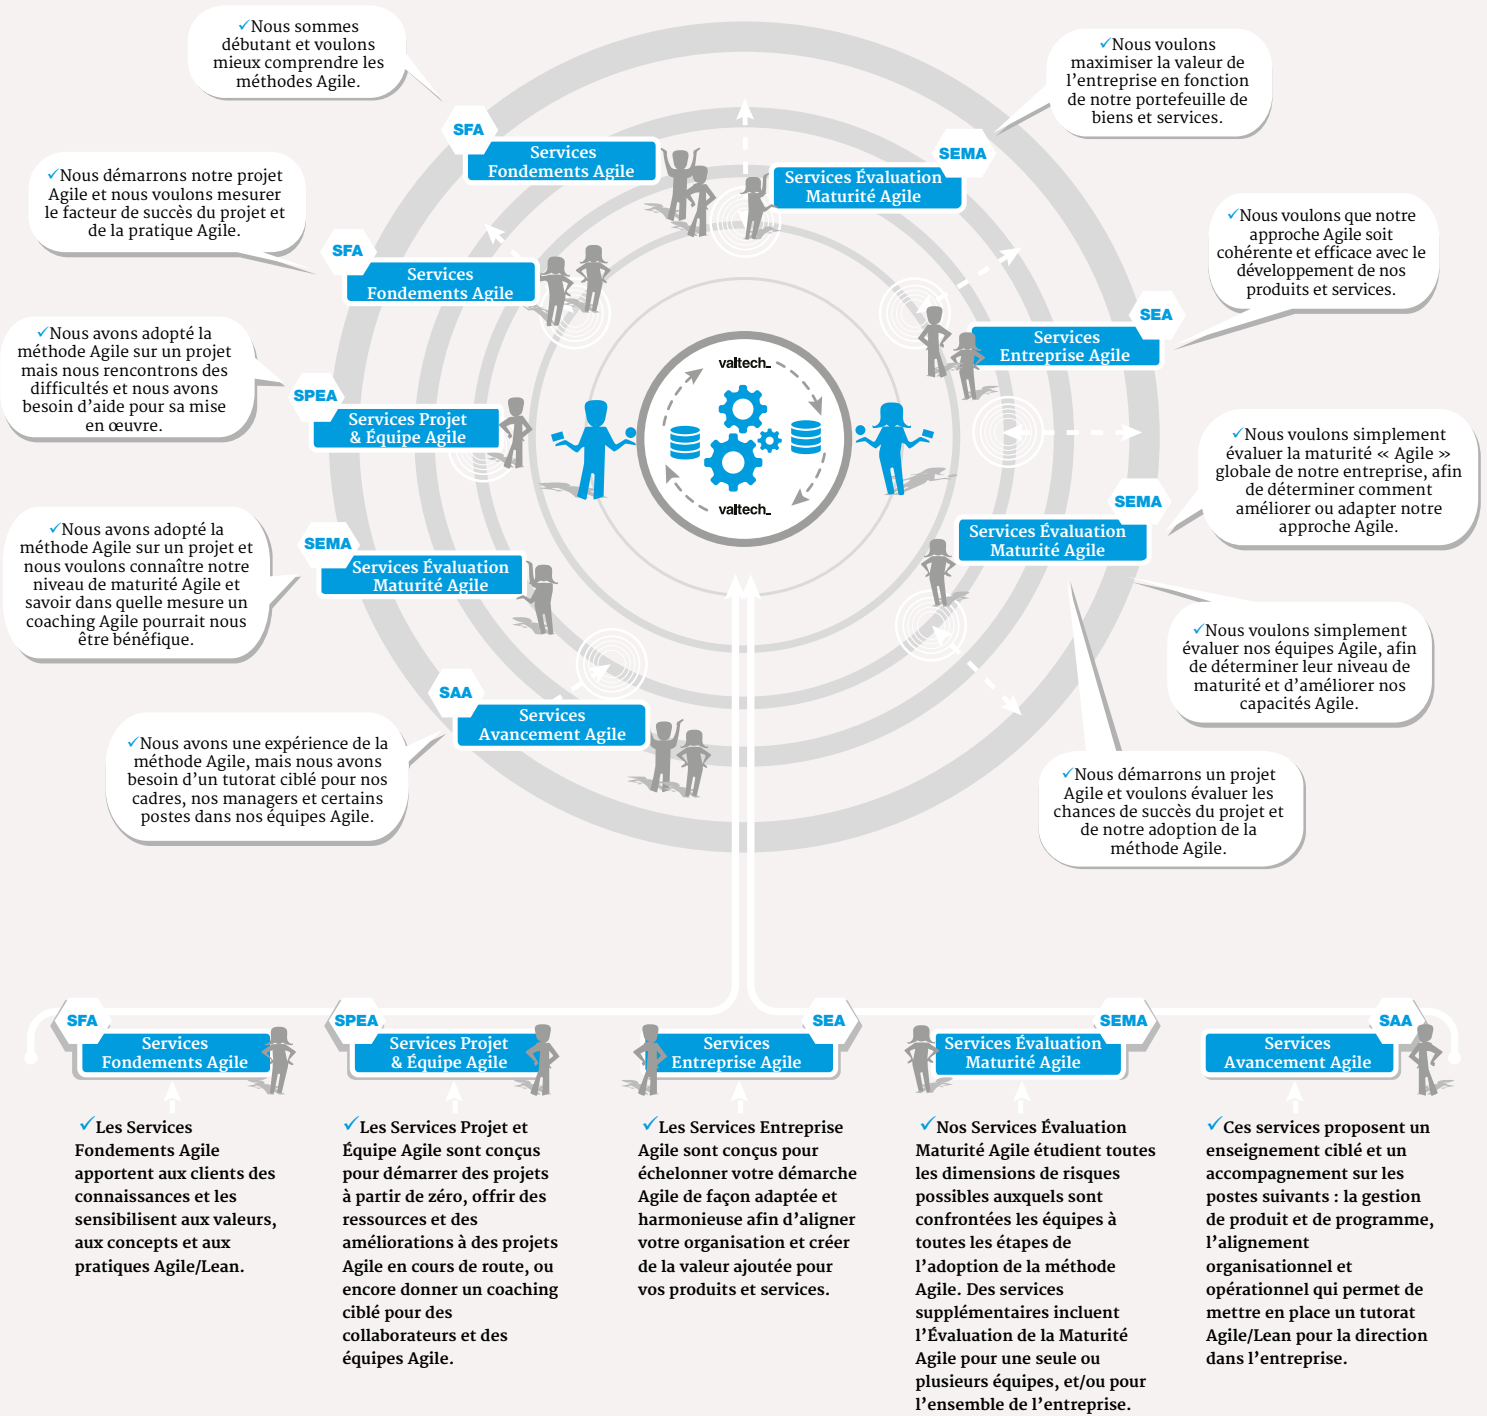 ✓Nous sommes
débutant et voulons
mieux comprendre les
méthodes Agile.
SFA
Services
Fondements Agile
✓Nous voulons
maximiser la valeur de
l’entreprise en fonction
de notre portefeuille de
biens et services.
SEMA
Services Évaluation
Maturité Agile
✓Nous démarrons notre projet
Agile et nous voulons mesurer
le facteur de succès du projet et
de la pratique Agile.
SFA
Services
Fondements Agile
✓Nous voulons que notre
approche Agile soit
cohérente et efficace avec le
développement de nos
produits et services.
SEA
Services
Entreprise Agile
✓Nous avons adopté la
méthode Agile sur un projet
mais nous rencontrons des
difficultés et nous avons
besoin d’aide pour sa mise
en œuvre.
SPEA
Services Projet
& Équipe Agile
valtech_
valtech_
✓Nous voulons simplement
évaluer la maturité « Agile »
globale de notre entreprise, afin
de déterminer comment
améliorer ou adapter notre
approche Agile.
SEMA
Services Évaluation
Maturité Agile
✓Nous avons adopté la
méthode Agile sur un projet et
nous voulons connaître notre
niveau de maturité Agile et
savoir dans quelle mesure un
coaching Agile pourrait nous
être bénéfique.
SEMA
Services Évaluation
Maturité Agile
✓Nous voulons simplement
évaluer nos équipes Agile, afin
de déterminer leur niveau de
maturité et d’améliorer nos
capacités Agile.
✓Nous avons une expérience de la
méthode Agile, mais nous avons
besoin d’un tutorat ciblé pour nos
cadres, nos managers et certains
postes dans nos équipes Agile.
SAA
Services
Avancement Agile
✓Nous démarrons un projet
Agile et voulons évaluer les
chances de succès du projet et
de notre adoption de la
méthode Agile.
SFA
Services
Fondements Agile
✓Les Services
Fondements Agile
apportent aux clients des
connaissances et les
sensibilisent aux valeurs,
aux concepts et aux
pratiques Agile/Lean.
SPEA
Services Projet
& Équipe Agile
✓Les Services Projet et
Équipe Agile sont conçus
pour démarrer des projets
à partir de zéro, offrir des
ressources et des
améliorations à des projets
Agile en cours de route, ou
encore donner un coaching
ciblé pour des
collaborateurs et des
équipes Agile.
SEA
Services
Entreprise Agile
✓Les Services Entreprise
Agile sont conçus pour
échelonner votre démarche
Agile de façon adaptée et
harmonieuse afin d’aligner
votre organisation et créer
de la valeur ajoutée pour
vos produits et services.
SEMA
Services Évaluation
Maturité Agile
✓Nos Services Évaluation
Maturité Agile étudient toutes
les dimensions de risques
possibles auxquels sont
confrontées les équipes à
toutes les étapes de
l’adoption de la méthode
Agile. Des services
supplémentaires incluent
l’Évaluation de la Maturité
Agile pour une seule ou
plusieurs équipes, et/ou pour
l’ensemble de l’entreprise.
SAA
Services
Avancement Agile
✓Ces services proposent un
enseignement ciblé et un
accompagnement sur les
postes suivants : la gestion
de produit et de programme,
l’alignement
organisationnel et
opérationnel qui permet de
mettre en place un tutorat
Agile/Lean pour la direction
dans l’entreprise.